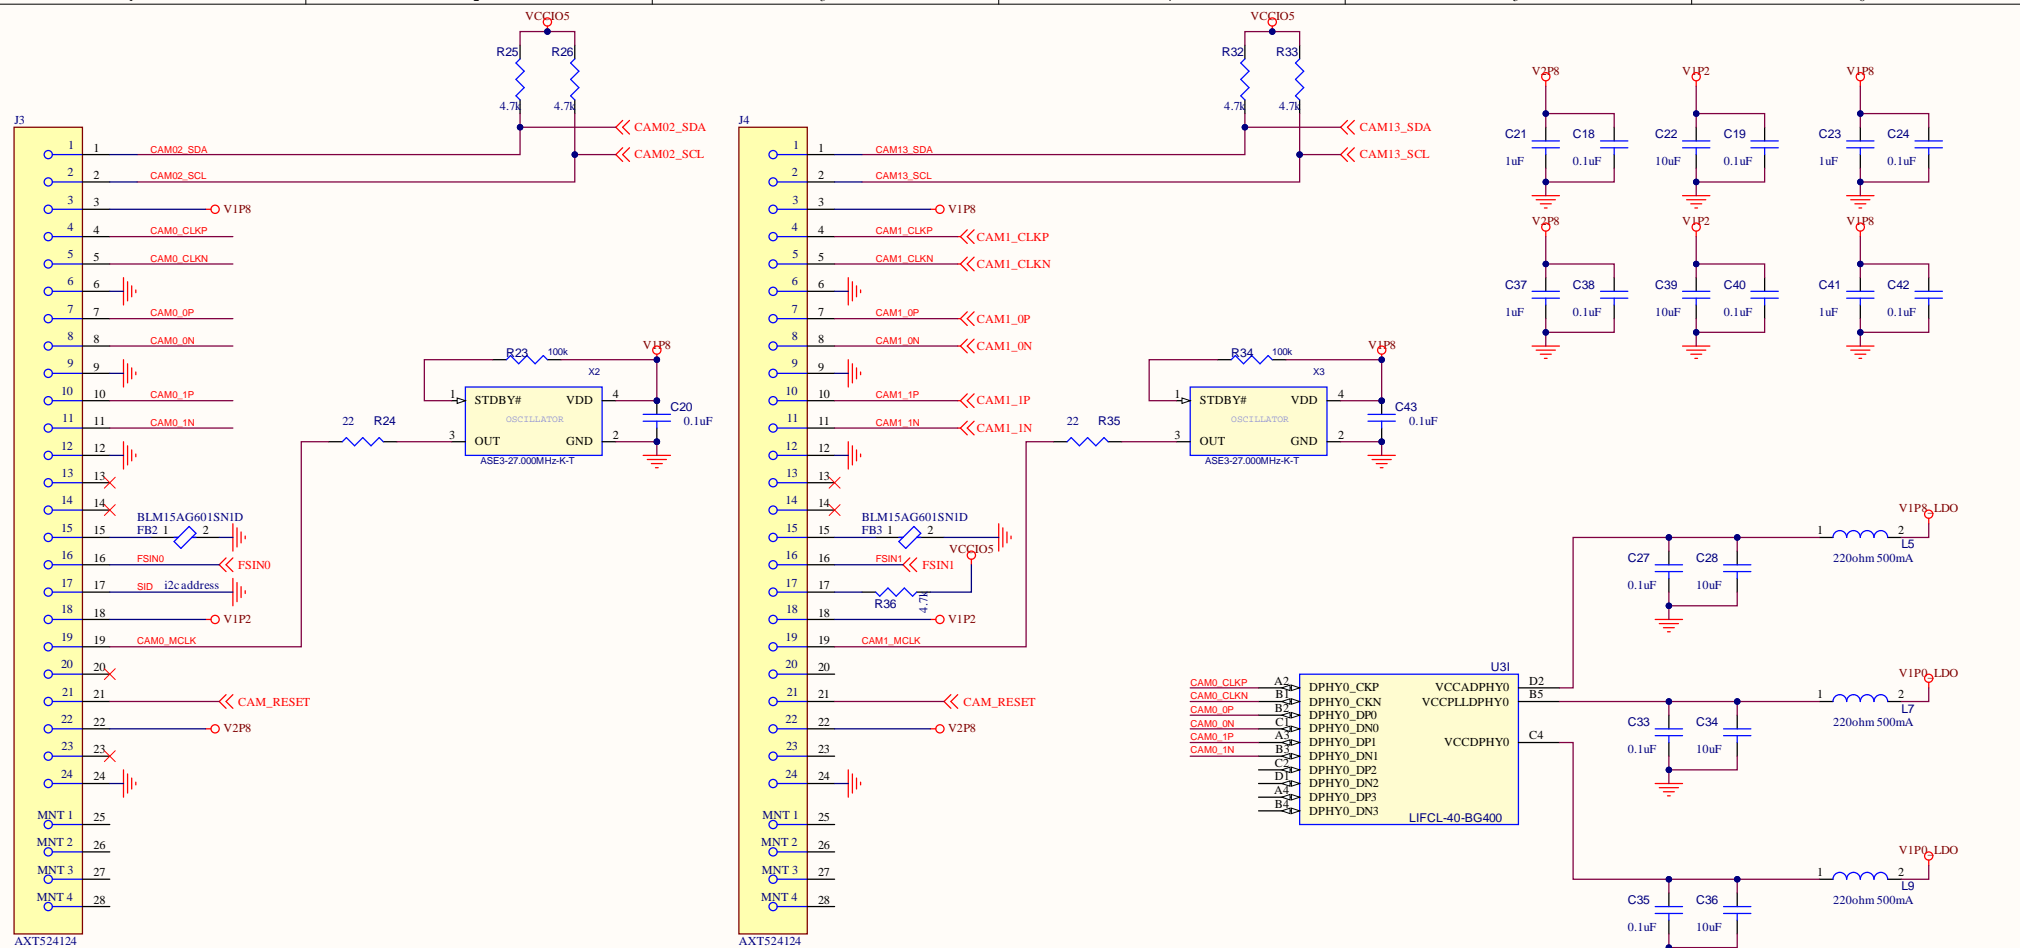 VCCIO5
R25 R26
4.7k 4.7k
CAM02_SDA
CAM02_SCL
J3
1 1 CAM02_SDA
2 2 CAM02_SCL
3 3 V1P8
4 4 CAM0_CLKP
5 5 CAM0_CLKN
6 6
7 7 CAM0_0P
8 8 CAM0_0N
9 9
10 10 CAM0_1P
11 11 CAM0_1N
12 12
13 13
14 14
BLM15AG601SN1D
15 15 FB2 1 2
16 16 FSIN0 FSIN0
17 17 SID i2c address
18 18 V1P2
19 19 CAM0_MCLK
20 20
21 21 CAM_RESET
22 22 V2P8
23 23
24 24
MNT 1 25
MNT 2 26
MNT 3 27
MNT 4 28
AXT524124
R23 100k V1P8
X2
1 STDBY# VDD 4
OSCILLATOR
3 OUT GND 2
ASE3-27.000MHz-K-T
C20
0.1uF
22 R24
VCCIO5
R32 R33
4.7k 4.7k
CAM13_SDA
CAM13_SCL
J4
1 1 CAM13_SDA
2 2 CAM13_SCL
3 3 V1P8
4 4 CAM1_CLKP CAM1_CLKP
5 5 CAM1_CLKN CAM1_CLKN
6 6
7 7 CAM1_0P CAM1_0P
8 8 CAM1_0N CAM1_0N
9 9
10 10 CAM1_1P CAM1_1P
11 11 CAM1_1N CAM1_1N
12 12
13 13
14 14
BLM15AG601SN1D
15 15 FB3 1 2
VCCIO5
16 16 FSIN1 FSIN1
17 17 R36 4.7k
18 18 V1P2
19 19 CAM1_MCLK
20 20
21 21 CAM_RESET
22 22 V2P8
23 23
24 24
MNT 1 25
MNT 2 26
MNT 3 27
MNT 4 28
AXT524124
R34 100k V1P8
X3
1 STDBY# VDD 4
OSCILLATOR
3 OUT GND 2
ASE3-27.000MHz-K-T
C43
0.1uF
22 R35
V2P8 V1P2 V1P8
C21 C18 C22 C19 C23 C24
1uF 0.1uF 10uF 0.1uF 1uF 0.1uF
V2P8 V1P2 V1P8
C37 C38 C39 C40 C41 C42
1uF 0.1uF 10uF 0.1uF 1uF 0.1uF
V1P8_LDO
1 2
L5
220ohm 500mA
C27 C28
0.1uF 10uF
U3I
CAM0_CLKP A2 DPHY0_CKP VCCADPHY0 D2
CAM0_CLKN B1 DPHY0_CKN VCCPLLDPHY0 B5
CAM0_0P B2 DPHY0_DP0
CAM0_0N C1 DPHY0_DN0
CAM0_1P A3 DPHY0_DP1 VCCDPHY0 C4
CAM0_1N B3 DPHY0_DN1
C2 DPHY0_DP2
D1 DPHY0_DN2
A4 DPHY0_DP3
B4 DPHY0_DN3
LIFCL-40-BG400
V1P0_LDO
1 2
L7
220ohm 500mA
C33 C34
0.1uF 10uF
V1P0_LDO
1 2
L9
220ohm 500mA
C35 C36
0.1uF 10uF